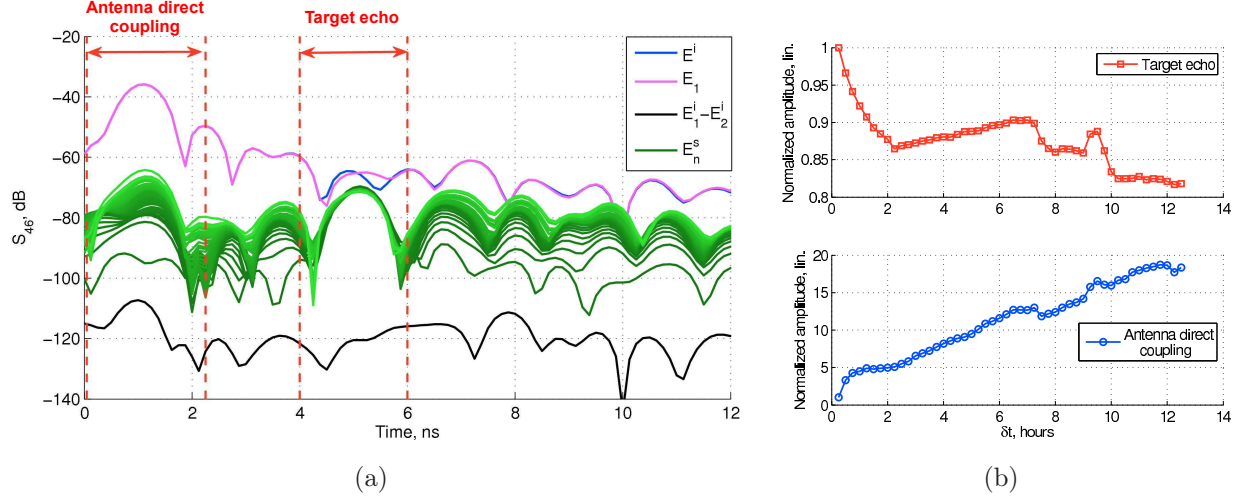 Antenna direct
coupling
Target echo
−20
−40
−60
−80
−100
−120
−140
S46, dB
0
2
4
6
8
10
12
Time, ns
E^i
E_1
E_1^i−E_2^i
E_n^s
(a)
1
0.95
0.9
0.85
0.8
Normalized amplitude, lin.
0
2
4
6
8
10
12
14
Target echo
20
15
10
5
0
Normalized amplitude, lin.
0
2
4
6
8
10
12
14
δt, hours
Antenna direct
coupling
(b)